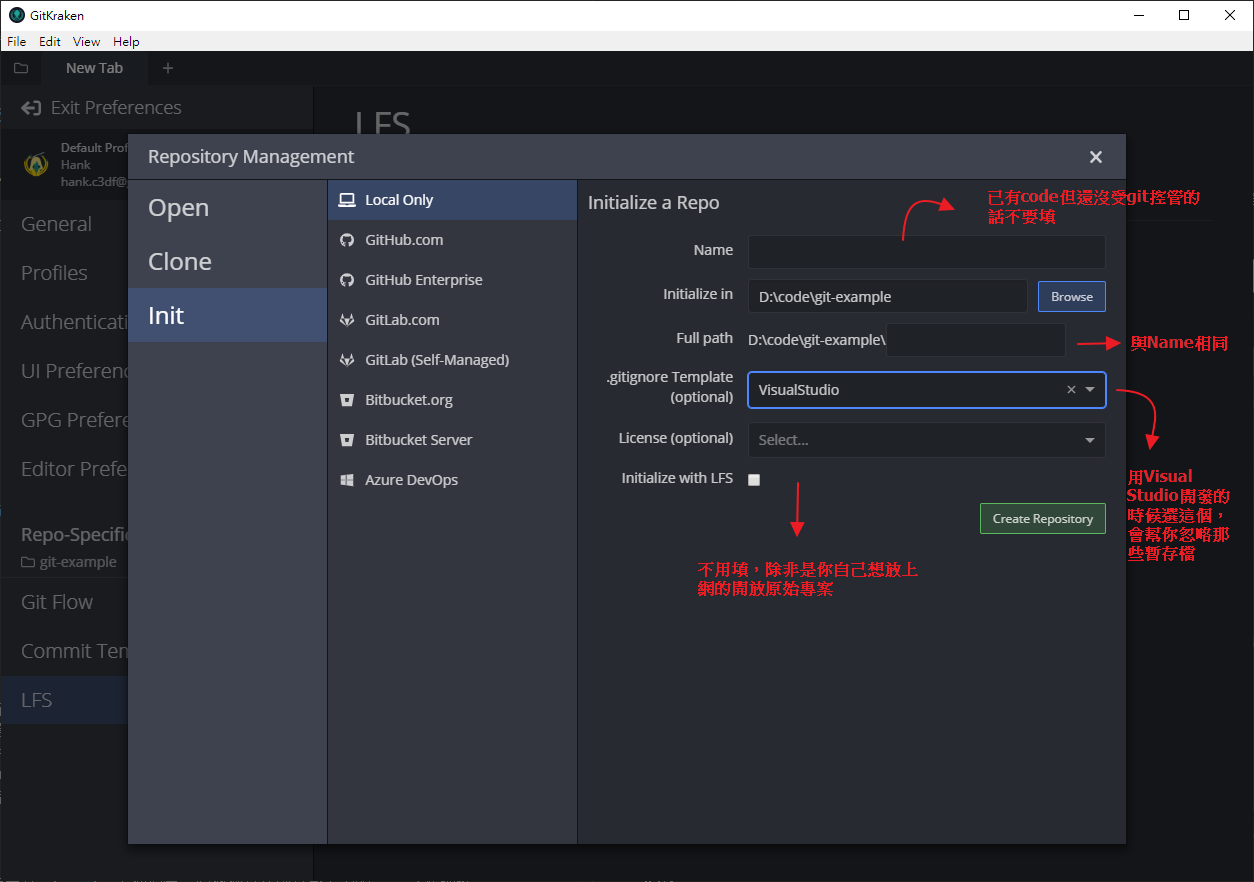 GitKraken
File Edit View Help
New Tab
Exit Preferences
LFS
Default Prof
Hank
hank.c3df@
General
Profiles
Authenticati
UI Preferenc
GPG Prefere
Editor Prefe
Repo-Specific
git-example
Git Flow
Commit Tem
LFS
Repository Management
Open
Clone
Init
Local Only
GitHub.com
GitHub Enterprise
GitLab.com
GitLab (Self-Managed)
Bitbucket.org
Bitbucket Server
Azure DevOps
Initialize a Repo
已有code但還沒受git控管的
話不要填
Name
Initialize in D:\code\git-example Browse
Full path D:\code\git-example\
與Name相同
.gitignore Template
(optional)
VisualStudio
License (optional) Select...
Initialize with LFS
Create Repository
用Visual
Studio開發的
時候選這個，
會幫你忽略那
些暫存檔
不用填，除非是你自己想放上
網的開放原始專案